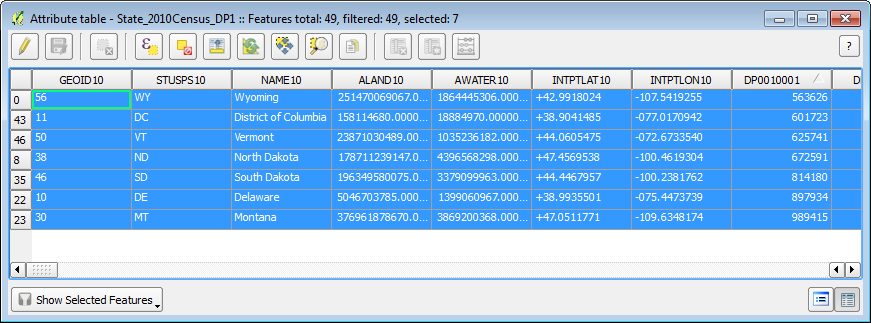 Attribute table - State_2010Census_DP1 :: Features total: 49, filtered: 49, selected: 7
?
GEOID10 STUSPS10 NAME10 ALAND10 AWATER10 INTPTLAT10 INTPTLON10 DP0010001 D
0 56 WY Wyoming 251470069067.0... 1864445306.0000... +42.9918024 -107.5419255 563626
43 11 DC District of Columbia 158114680.0000... 18884970.00000... +38.9041485 -077.0170942 601723
46 50 VT Vermont 23871030489.00... 1035236182.000... +44.0605475 -072.6733540 625741
8 38 ND North Dakota 178711239147.0... 4396568298.000... +47.4569538 -100.4619304 672591
35 46 SD South Dakota 196349580075.0... 3379099963.000... +44.4467957 -100.2381762 814180
22 10 DE Delaware 5046703785.000... 1399060967.000... +38.9935501 -075.4473739 897934
23 30 MT Montana 376961878670.0... 3869200368.000... +47.0511771 -109.6348174 989415
Show Selected Features